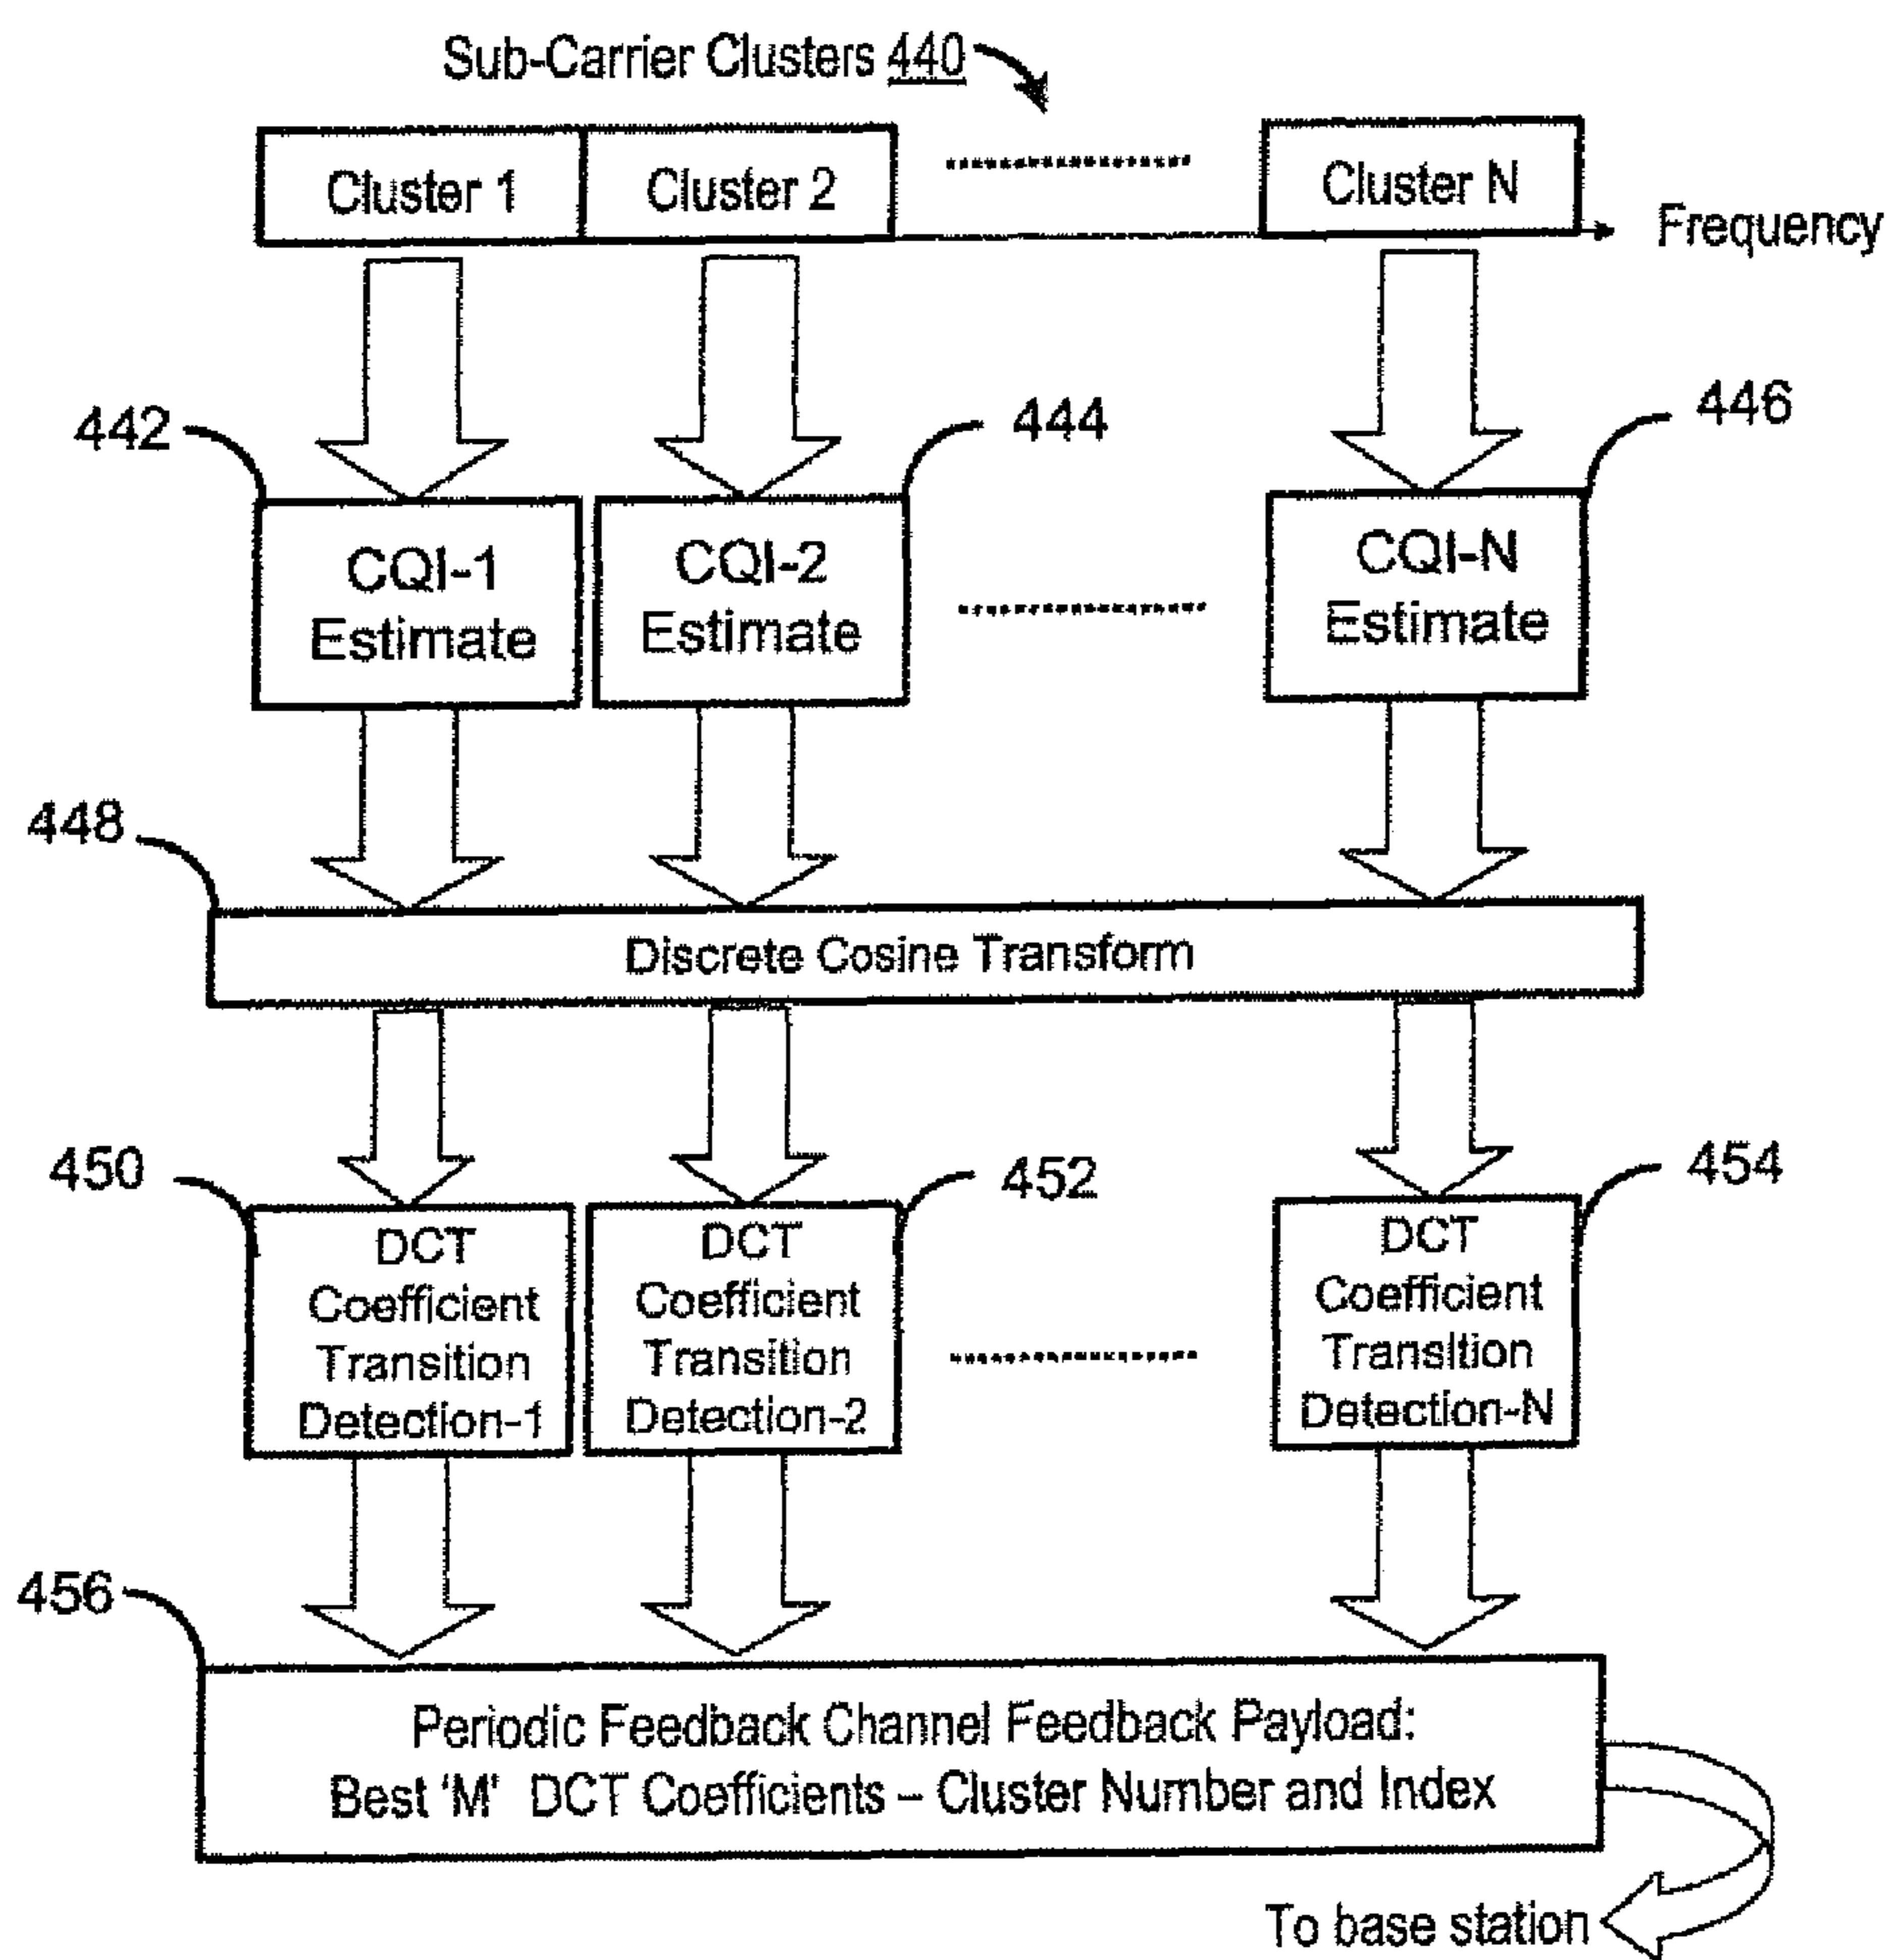 Sub-Carrier Clusters 440
Cluster 1
Cluster 2
Cluster N
Frequency
442
444
446
CQI-1
Estimate
CQI-2
Estimate
CQI-N
Estimate
448
Discrete Cosine Transform
450
452
454
DCT
Coefficient
Transition
Detection-1
DCT
Coefficient
Transition
Detection-2
DCT
Coefficient
Transition
Detection-N
456
Periodic Feedback Channel Feedback Payload:
Best 'M' DCT Coefficients – Cluster Number and Index
To base station